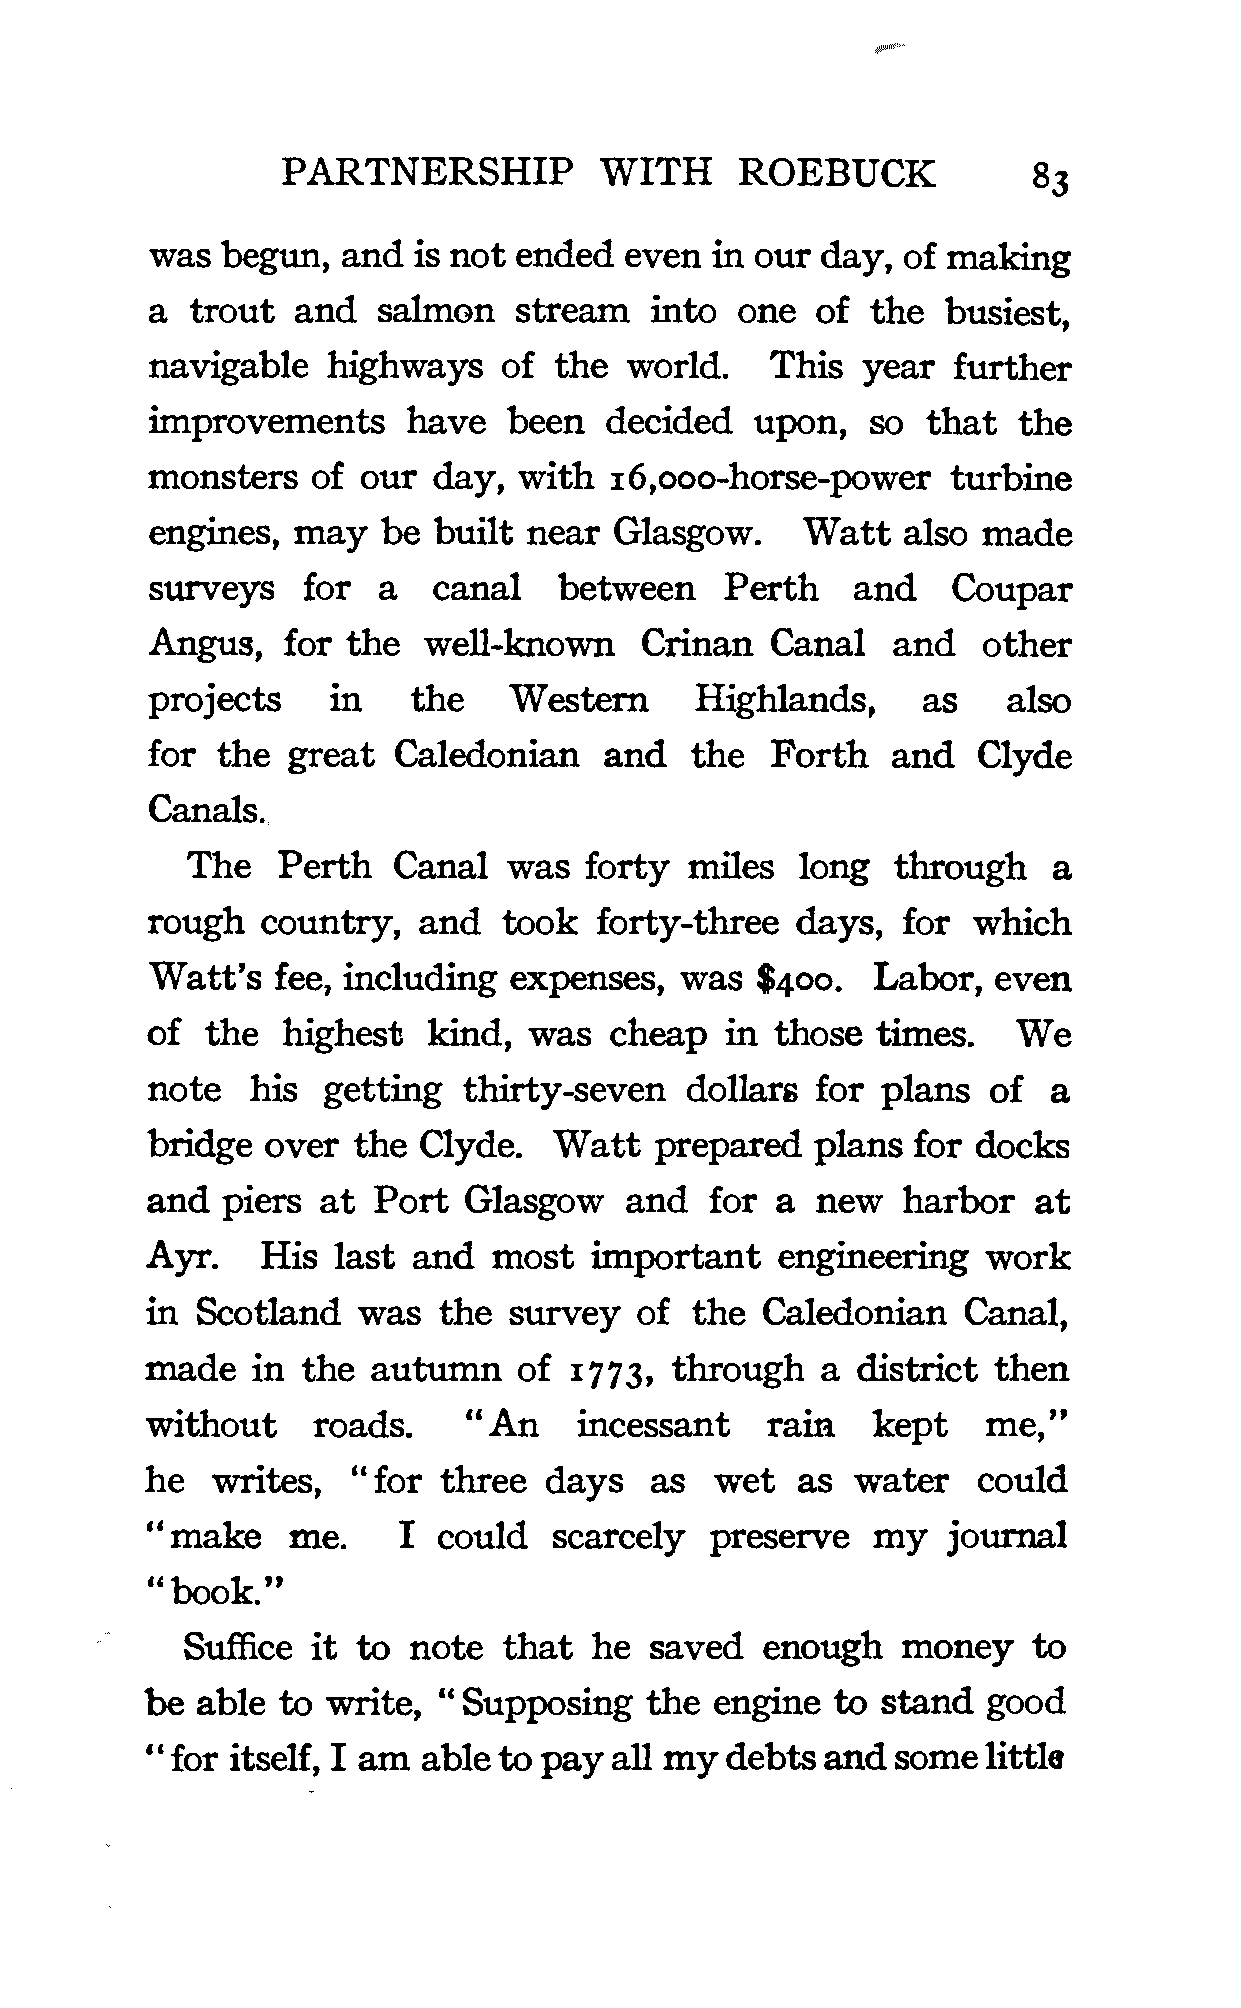 PARTNERSHIP WITH ROEBUCK 83
was begun, and is not ended even in our day, of making
a trout and salmon stream into one of the busiest,
navigable highways of the world. This year further
improvements have been decided upon, so that the
monsters of our day, with 16,000-horse-power turbine
engines, may be built near Glasgow. Watt also made
surveys for a canal between Perth and Coupar
Angus, for the well-known Crinan Canal and other
projects in the Western Highlands, as also
for the great Caledonian and the Forth and Clyde
Canals.
The Perth Canal was forty miles long through a
rough country, and took forty-three days, for which
Watt's fee, including expenses, was $400. Labor, even
of the highest kind, was cheap in those times. We
note his getting thirty-seven dollars for plans of a
bridge over the Clyde. Watt prepared plans for docks
and piers at Port Glasgow and for a new harbor at
Ayr. His last and most important engineering work
in Scotland was the survey of the Caledonian Canal,
made in the autumn of 1773, through a district then
without roads. "An incessant rain kept me,"
he writes, "for three days as wet as water could
"make me. I could scarcely preserve my journal
"book."
Suffice it to note that he saved enough money to
be able to write, "Supposing the engine to stand good
"for itself, I am able to pay all my debts and some little